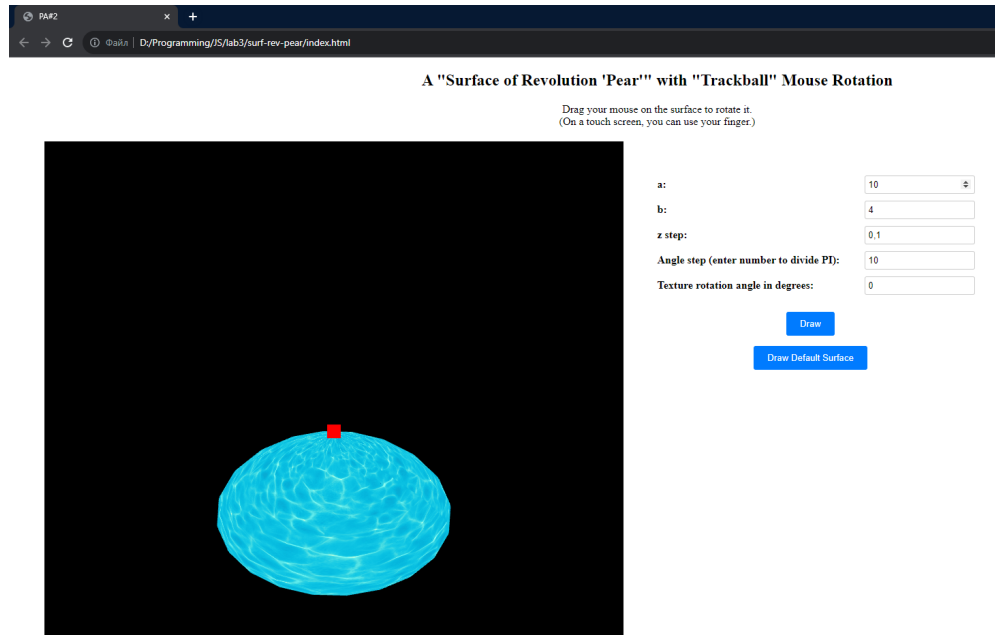 PA#2
Файл D:/Programming/JS/lab3/surf-rev-pear/index.html
A "Surface of Revolution 'Pear'" with "Trackball" Mouse Rotation
Drag your mouse on the surface to rotate it.
(On a touch screen, you can use your finger.)
a: 10
b: 4
z step: 0,1
Angle step (enter number to divide PI): 10
Texture rotation angle in degrees: 0
Draw
Draw Default Surface